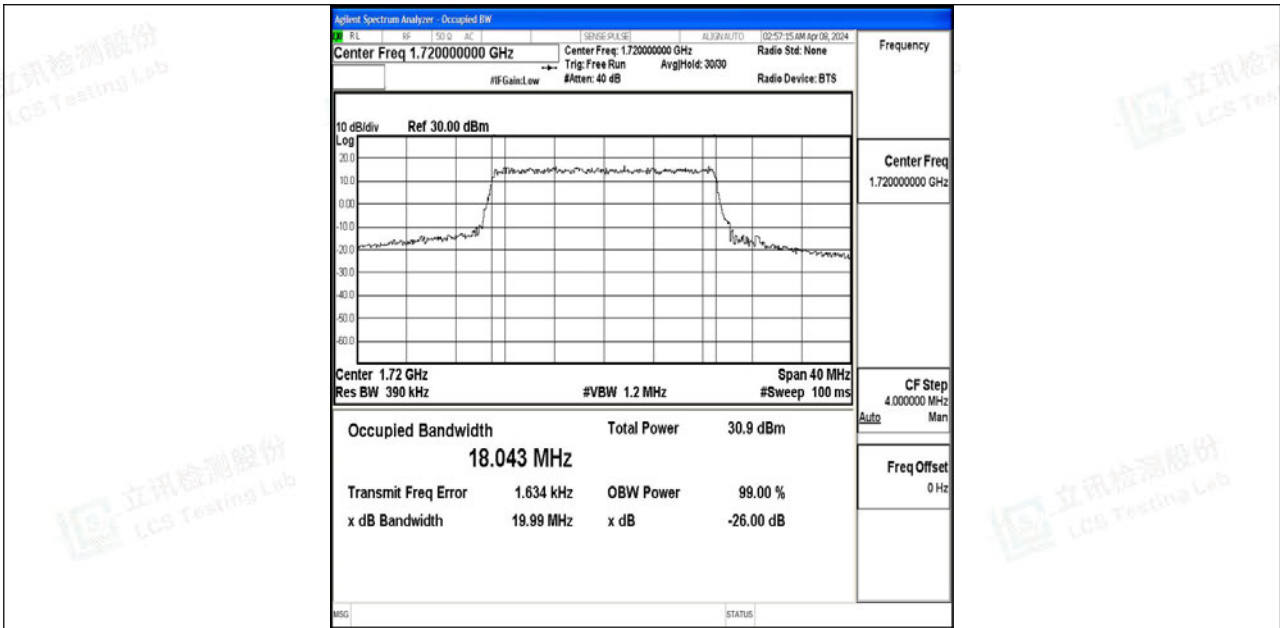 Agilent Spectrum Analyzer - Occupied BW
RL RF 50 Ω AC SENSE:PULSE ALIGNAUTO 02:57:15 AM Apr 08, 2024
Center Freq 1.720000000 GHz
Center Freq: 1.720000000 GHz
Radio Std: None
Trig: Free Run Avg|Hold: 30/30
#IFGain:Low
#Atten: 40 dB
Radio Device: BTS
10 dB/div Ref 30.00 dBm
Log
20.0
10.0
0.00
-10.0
-20.0
-30.0
-40.0
-50.0
-60.0
Center 1.72 GHz Span 40 MHz
Res BW 390 kHz #VBW 1.2 MHz #Sweep 100 ms
Occupied Bandwidth Total Power 30.9 dBm
18.043 MHz
Transmit Freq Error 1.634 kHz OBW Power 99.00 %
x dB Bandwidth 19.99 MHz x dB -26.00 dB
MSG STATUS
Frequency
Center Freq
1.720000000 GHz
CF Step
4.000000 MHz
Auto Man
Freq Offset
0 Hz
立讯检测股份
LCS Testing Lab
立讯检
LCS Tes
立讯检测股份
LCS Testing Lab
立讯检测股份
LCS Testing Lab